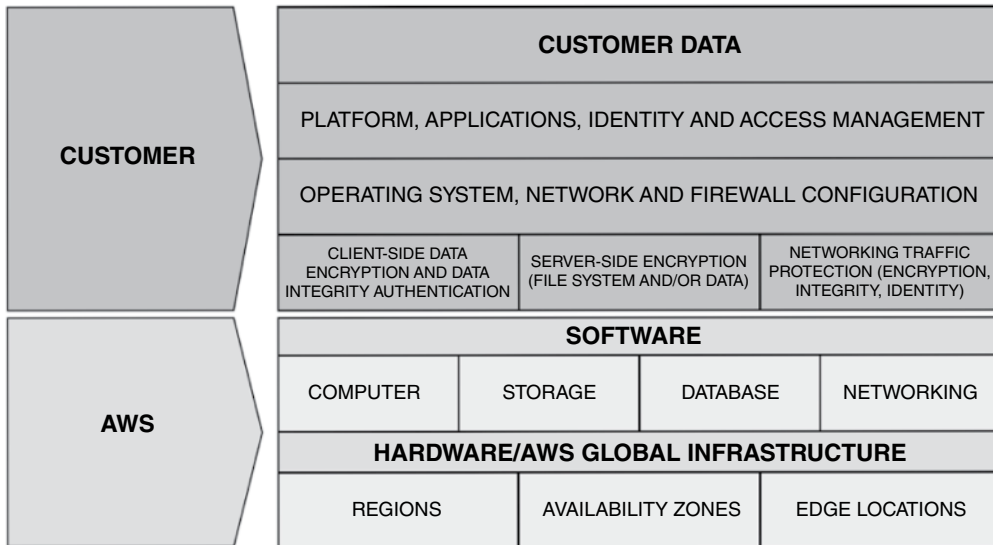 CUSTOMER
CUSTOMER DATA
PLATFORM, APPLICATIONS, IDENTITY AND ACCESS MANAGEMENT
OPERATING SYSTEM, NETWORK AND FIREWALL CONFIGURATION
CLIENT-SIDE DATA
ENCRYPTION AND DATA
INTEGRITY AUTHENTICATION
SERVER-SIDE ENCRYPTION
(FILE SYSTEM AND/OR DATA)
NETWORKING TRAFFIC
PROTECTION (ENCRYPTION,
INTEGRITY, IDENTITY)
AWS
SOFTWARE
COMPUTER
STORAGE
DATABASE
NETWORKING
HARDWARE/AWS GLOBAL INFRASTRUCTURE
REGIONS
AVAILABILITY ZONES
EDGE LOCATIONS